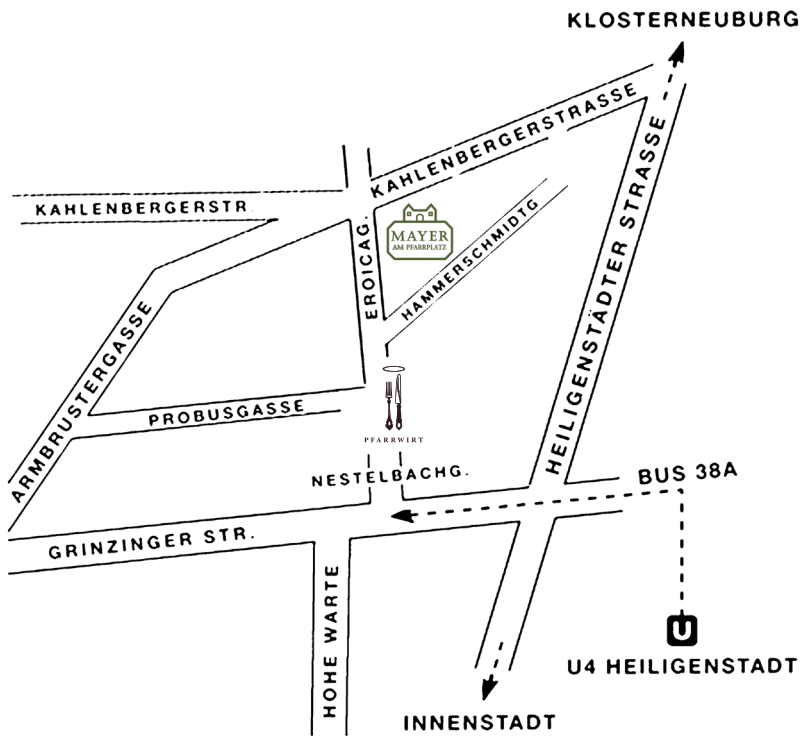 KLOSTERNEUBURG
KAHLENBERGERSTRASSE
KAHLENBERGERSTR.
MAYER
AM PFARRPLATZ
EROICAG.
HAMMERSCHMIDTG
HEILIGENSTÄDTER STRASSE
ARMBRUSTERGASSE
PROBUSGASSE
PFARRWIRT
NESTELBACHG.
BUS 38A
GRINZINGER STR.
HOHE WARTE
U
U4 HEILIGENSTADT
INNENSTADT